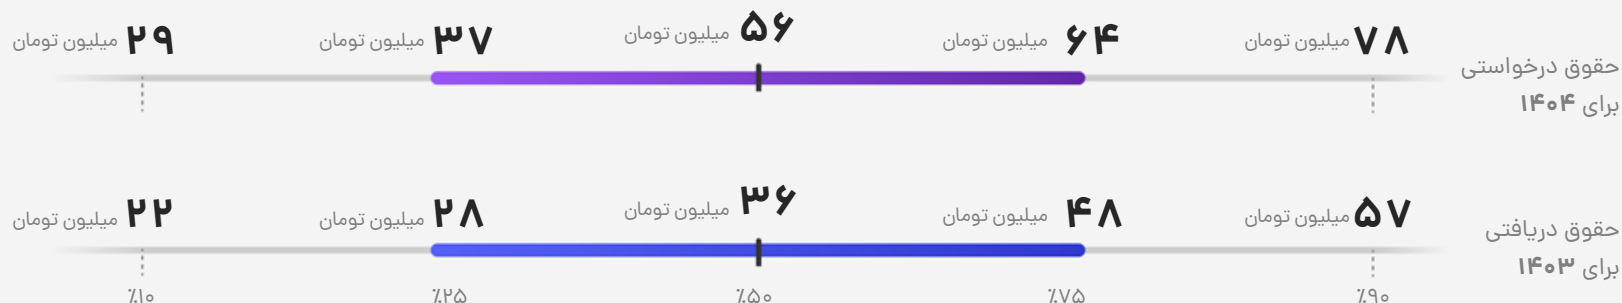 حقوق درخواستی
برای ۱۴۰۴
۲۹ میلیون تومان
۳۷ میلیون تومان
۵۶ میلیون تومان
۶۴ میلیون تومان
۷۸ میلیون تومان
حقوق دریافتی
برای ۱۴۰۳
۲۲ میلیون تومان
۲۸ میلیون تومان
۳۶ میلیون تومان
۴۸ میلیون تومان
۵۷ میلیون تومان
٪۱۰
٪۲۵
٪۵۰
٪۷۵
٪۹۰